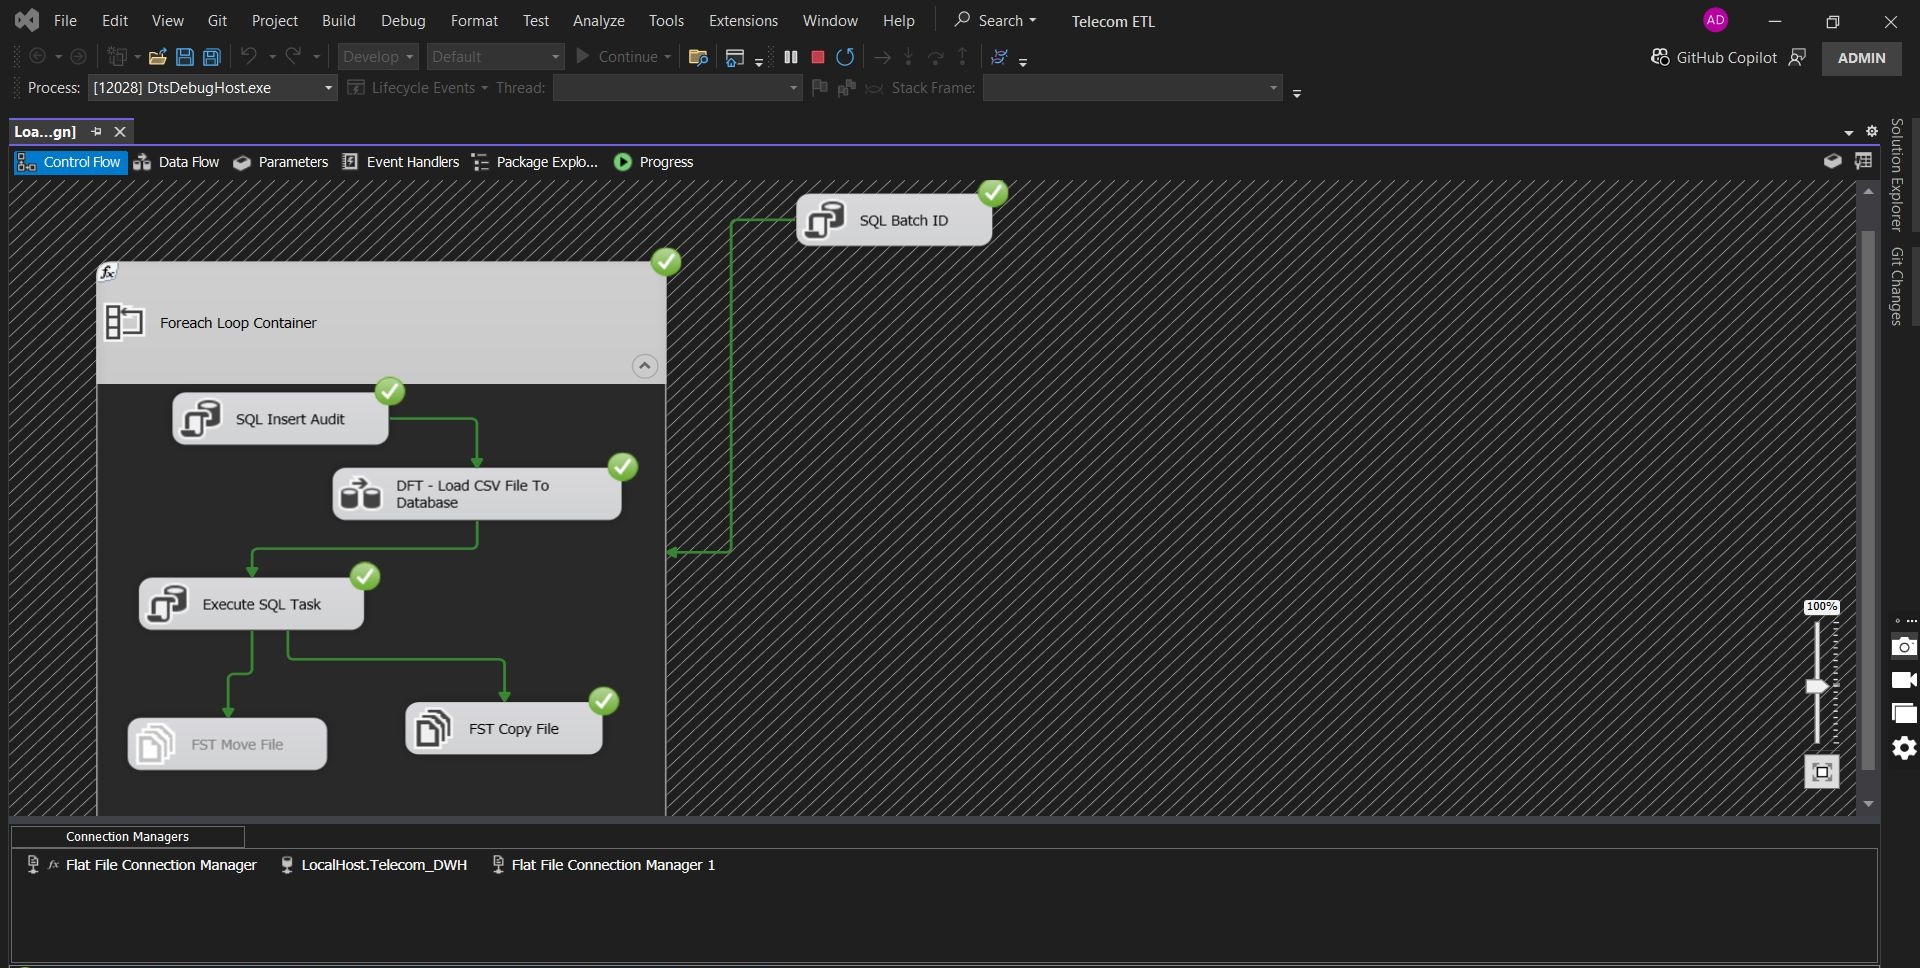 File Edit View Git Project Build Debug Format Test Analyze Tools Extensions Window Help Search Telecom ETL AD
Develop Default Continue GitHub Copilot ADMIN
Process: [12028] DtsDebugHost.exe Lifecycle Events Thread: Stack Frame:
Loa...gn]
Control Flow Data Flow Parameters Event Handlers Package Explo... Progress
Solution Explorer
Git Changes
SQL Batch ID
fx
Foreach Loop Container
SQL Insert Audit
DFT - Load CSV File To
Database
Execute SQL Task
FST Move File
FST Copy File
100%
Connection Managers
fx Flat File Connection Manager LocalHost.Telecom_DWH Flat File Connection Manager 1